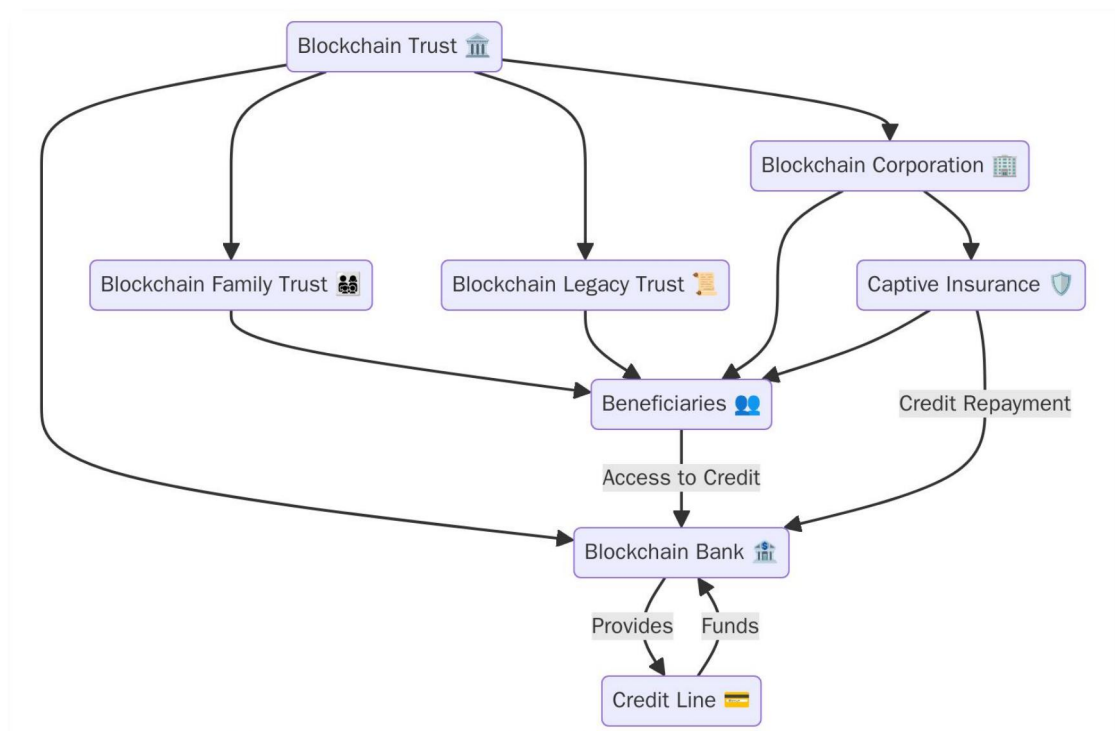 Blockchain Trust 🏛️
Blockchain Corporation 🏢
Blockchain Family Trust 👨‍👩‍👧‍👦
Blockchain Legacy Trust 📜
Captive Insurance 🛡️
Beneficiaries 👥
Credit Repayment
Access to Credit
Blockchain Bank 🏦
Provides
Funds
Credit Line 💳